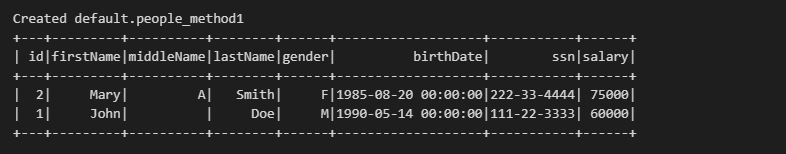 Created default.people_method1
+---+---------+----------+--------+------+-------------------+-----------+------+
| id|firstName|middleName|lastName|gender|          birthDate|        ssn|salary|
+---+---------+----------+--------+------+-------------------+-----------+------+
|  2|     Mary|         A|   Smith|     F|1985-08-20 00:00:00|222-33-4444| 75000|
|  1|     John|          |     Doe|     M|1990-05-14 00:00:00|111-22-3333| 60000|
+---+---------+----------+--------+------+-------------------+-----------+------+